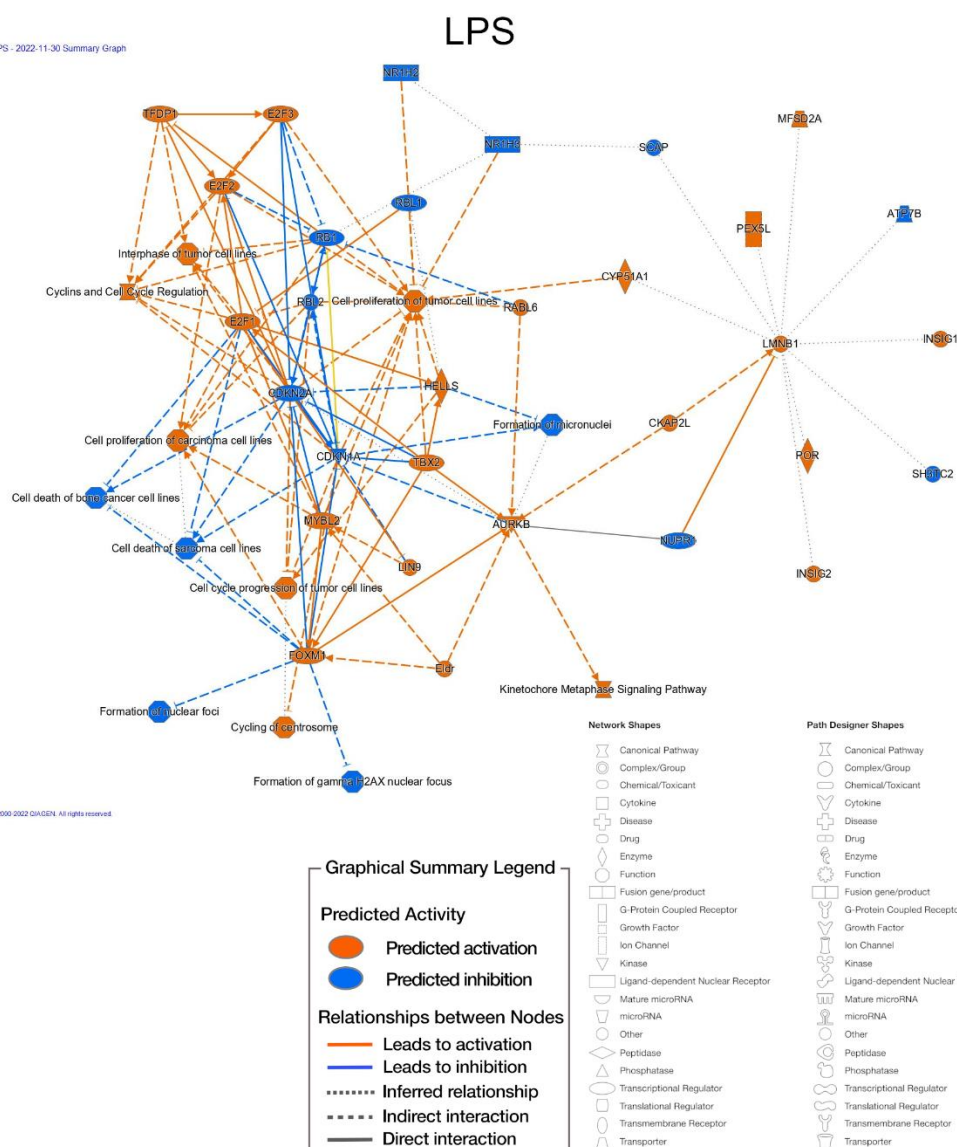 LPS
PS - 2022-11-30 Summary Graph
NR1H2
TFDP1
E2F3
MFSD2A
NR1H3
SCAP
E2F2
RBL1
ATP7B
PEX5L
RB1
Interphase of tumor cell lines
CYP51A1
Cyclins and Cell Cycle Regulation
RBL2
Cell proliferation of tumor cell lines
RABL6
E2F1
LMNB1
INSIG1
HELLS
CDKN2A
Formation of micronuclei
CKAP2L
Cell proliferation of carcinoma cell lines
CDKN1A
TBX2
POR
SH3TC2
Cell death of bone cancer cell lines
MYBL2
AURKB
Cell death of sarcoma cell lines
NUPR1
LIN9
INSIG2
Cell cycle progression of tumor cell lines
FOXM1
Eldr
Kinetochore Metaphase Signaling Pathway
Formation of nuclear foci
Cycling of centrosome
Formation of gamma H2AX nuclear focus
2000-2022 QIAGEN. All rights reserved.
Graphical Summary Legend
Predicted Activity
Predicted activation
Predicted inhibition
Relationships between Nodes
Leads to activation
Leads to inhibition
Inferred relationship
Indirect interaction
Direct interaction
Network Shapes
Canonical Pathway
Complex/Group
Chemical/Toxicant
Cytokine
Disease
Drug
Enzyme
Function
Fusion gene/product
G-Protein Coupled Receptor
Growth Factor
Ion Channel
Kinase
Ligand-dependent Nuclear Receptor
Mature microRNA
microRNA
Other
Peptidase
Phosphatase
Transcriptional Regulator
Translational Regulator
Transmembrane Receptor
Transporter
Path Designer Shapes
Canonical Pathway
Complex/Group
Chemical/Toxicant
Cytokine
Disease
Drug
Enzyme
Function
Fusion gene/product
G-Protein Coupled Recepto
Growth Factor
Ion Channel
Kinase
Ligand-dependent Nuclear
Mature microRNA
microRNA
Other
Peptidase
Phosphatase
Transcriptional Regulator
Translational Regulator
Transmembrane Receptor
Transporter